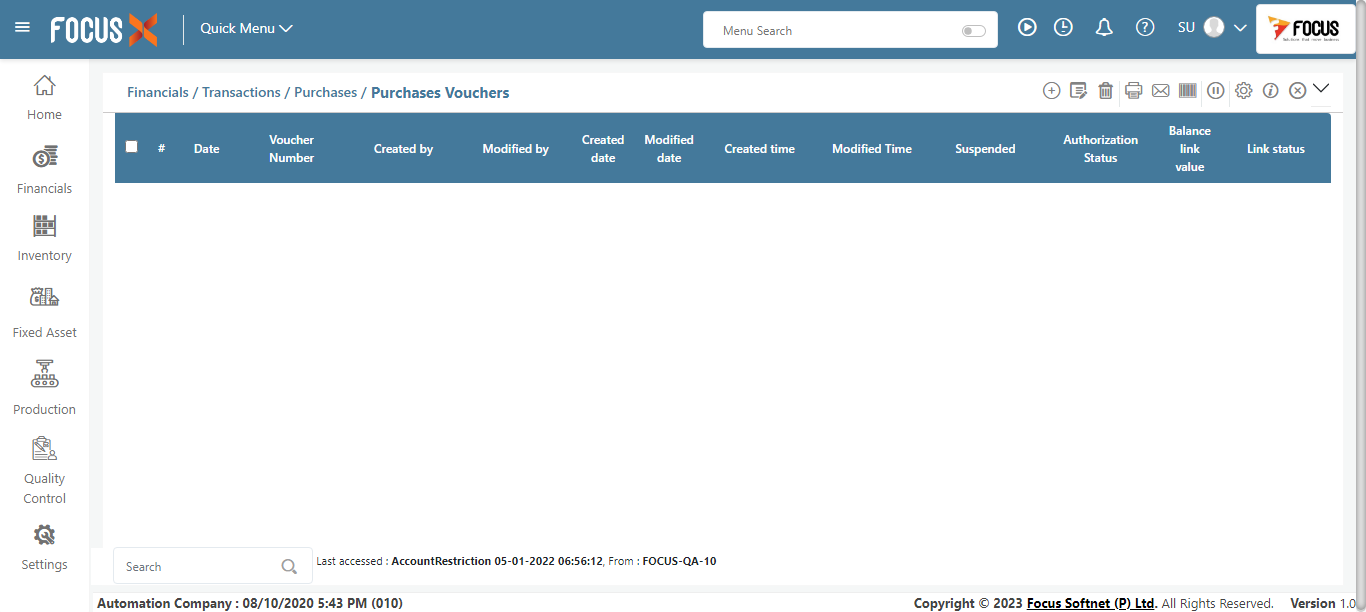 FOCUS X
Quick Menu
Menu Search
SU
FOCUS
Home
Financials
Inventory
Fixed Asset
Production
Quality
Control
Settings
Financials / Transactions / Purchases / Purchases Vouchers
#
Date
Voucher
Number
Created by
Modified by
Created
date
Modified
date
Created time
Modified Time
Suspended
Authorization
Status
Balance
link
value
Link status
Search
Last accessed : AccountRestriction 05-01-2022 06:56:12, From : FOCUS-QA-10
Automation Company : 08/10/2020 5:43 PM (010)
Copyright © 2023 Focus Softnet (P) Ltd. All Rights Reserved.
Version 1.0